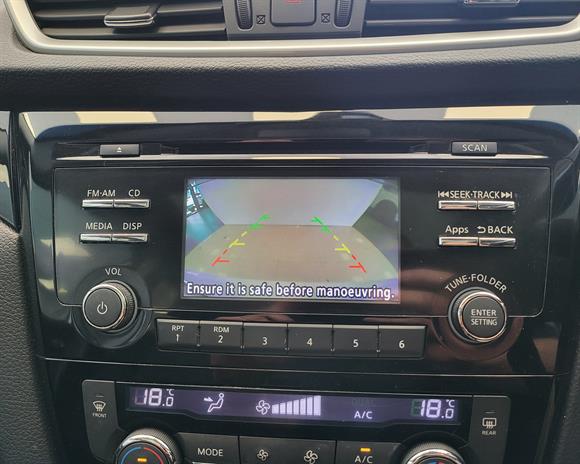 SCAN
FM·AM CD
MEDIA DISP
SEEK·TRACK
Apps BACK
VOL
TUNE·FOLDER
ENTER
SETTING
Ensure it is safe before manoeuvring.
RPT RDM
1 2 3 4 5 6
FRONT
18.0 °C
A/C
18.0 °C
REAR
MODE
A/C